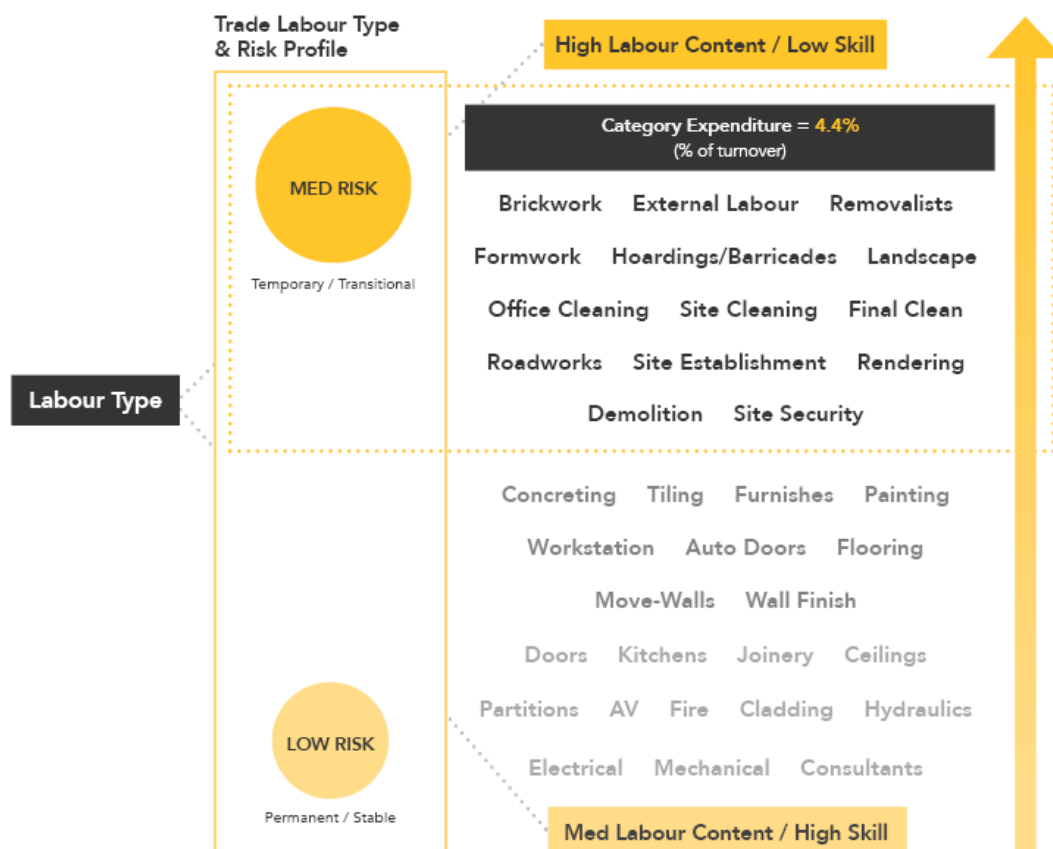 Trade Labour Type
& Risk Profile
High Labour Content / Low Skill
MED RISK
Temporary / Transitional
Category Expenditure = 4.4%
(% of turnover)
Brickwork External Labour Removalists
Formwork Hoardings/Barricades Landscape
Office Cleaning Site Cleaning Final Clean
Roadworks Site Establishment Rendering
Demolition Site Security
Labour Type
Concreting Tiling Furnishes Painting
Workstation Auto Doors Flooring
Move-Walls Wall Finish
Doors Kitchens Joinery Ceilings
Partitions AV Fire Cladding Hydraulics
Electrical Mechanical Consultants
LOW RISK
Permanent / Stable
Med Labour Content / High Skill